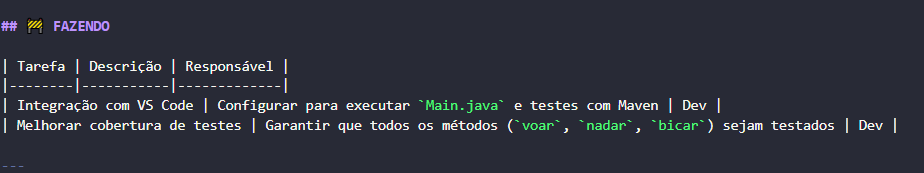 ## 🚧 FAZENDO
| Tarefa | Descrição | Responsável |
|--------|-----------|-------------|
| Integração com VS Code | Configurar para executar `Main.java` e testes com Maven | Dev |
| Melhorar cobertura de testes | Garantir que todos os métodos (`voar`, `nadar`, `bicar`) sejam testados | Dev |
---